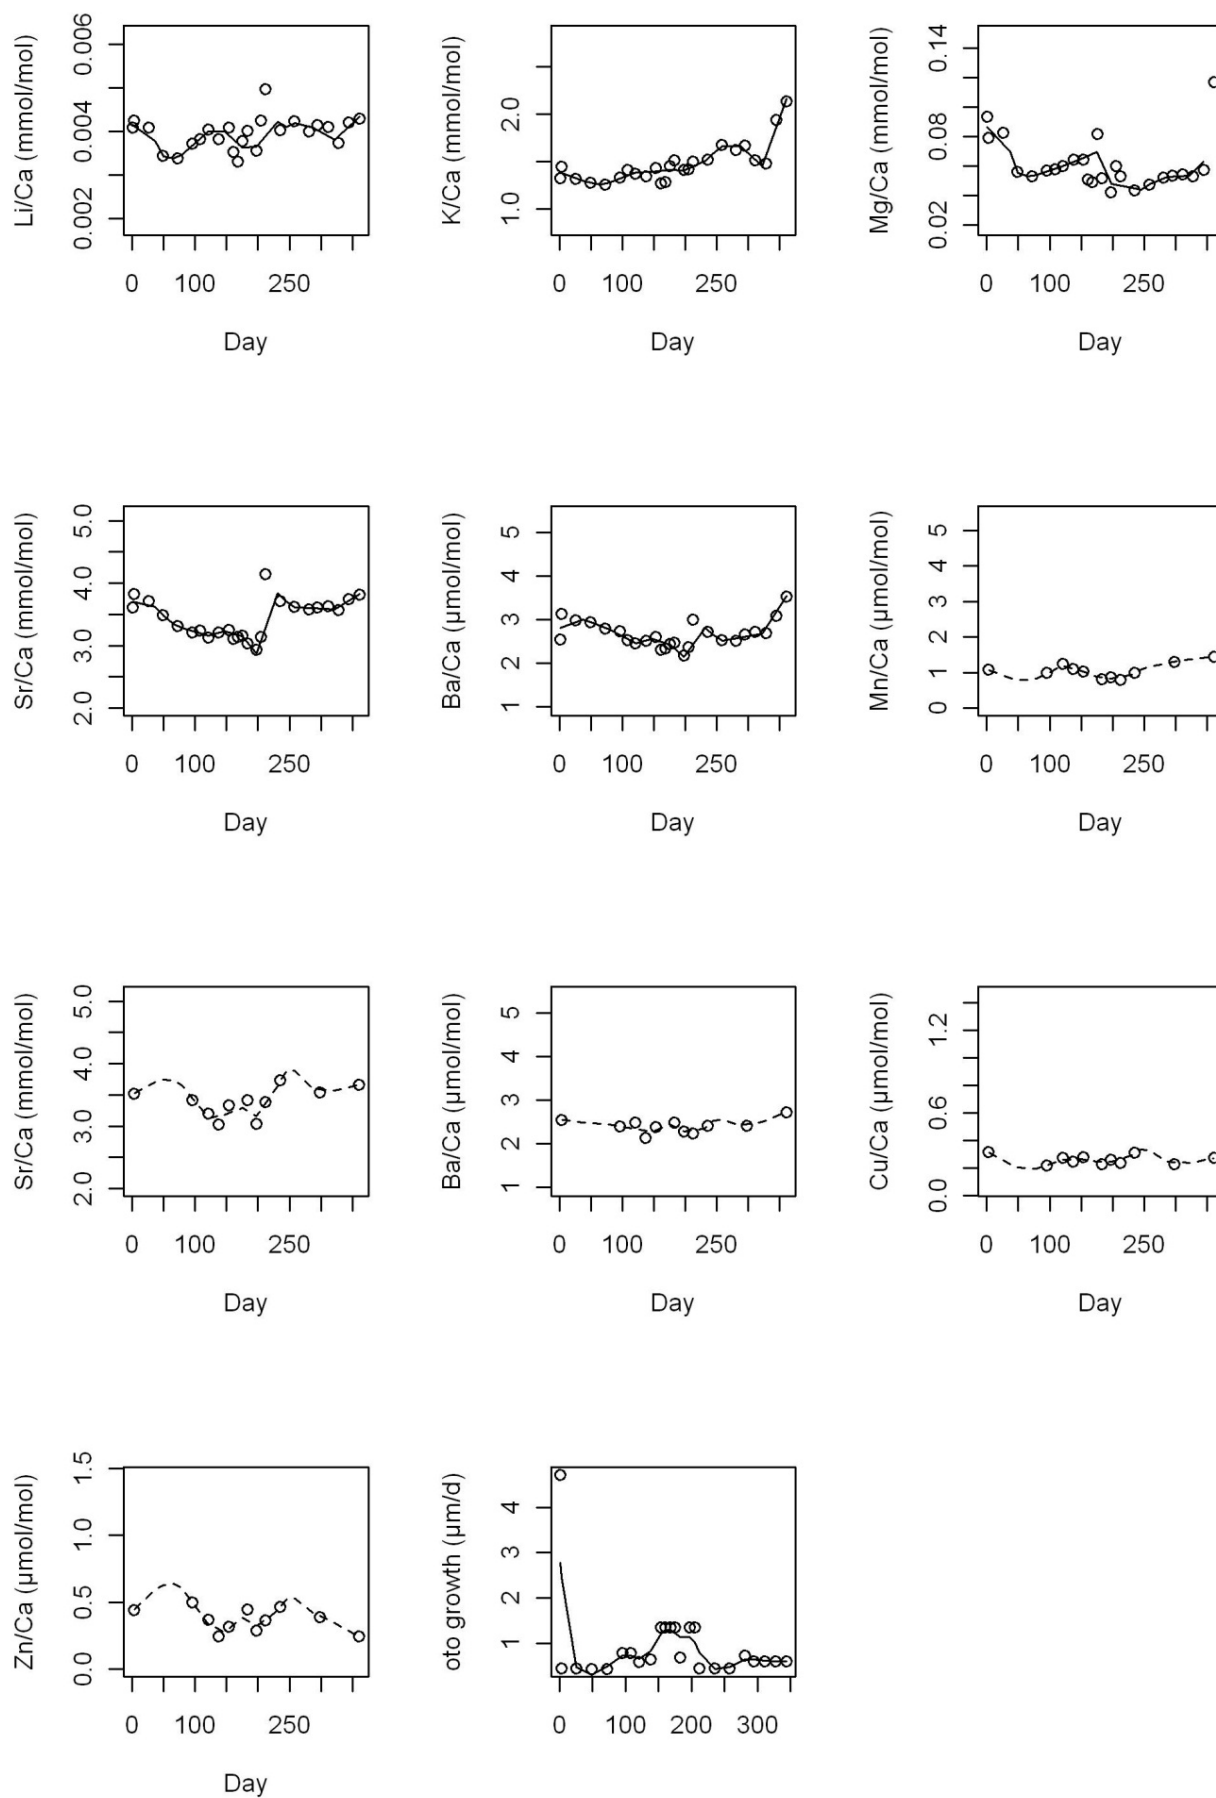 Li/Ca (mmol/mol)
0.002 0.004 0.006
0 100 250
Day
K/Ca (mmol/mol)
1.0 2.0
0 100 250
Day
Mg/Ca (mmol/mol)
0.02 0.08 0.14
0 100 250
Day
Sr/Ca (mmol/mol)
2.0 3.0 4.0 5.0
0 100 250
Day
Ba/Ca (µmol/mol)
1 2 3 4 5
0 100 250
Day
Mn/Ca (µmol/mol)
0 1 2 3 4 5
0 100 250
Day
Sr/Ca (mmol/mol)
2.0 3.0 4.0 5.0
0 100 250
Day
Ba/Ca (µmol/mol)
1 2 3 4 5
0 100 250
Day
Cu/Ca (µmol/mol)
0.0 0.6 1.2
0 100 250
Day
Zn/Ca (µmol/mol)
0.0 0.5 1.0 1.5
0 100 250
Day
oto growth (µm/d)
1 2 3 4
0 100 200 300